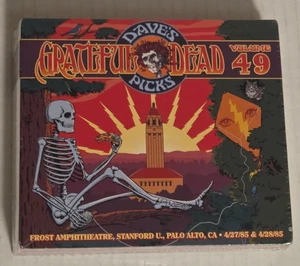 DAVE'S
GRATEFUL DEAD
PICKS
VOLUME
49
FROST AMPHITHEATRE, STANFORD U., PALO ALTO, CA • 4/27/85 & 4/28/85